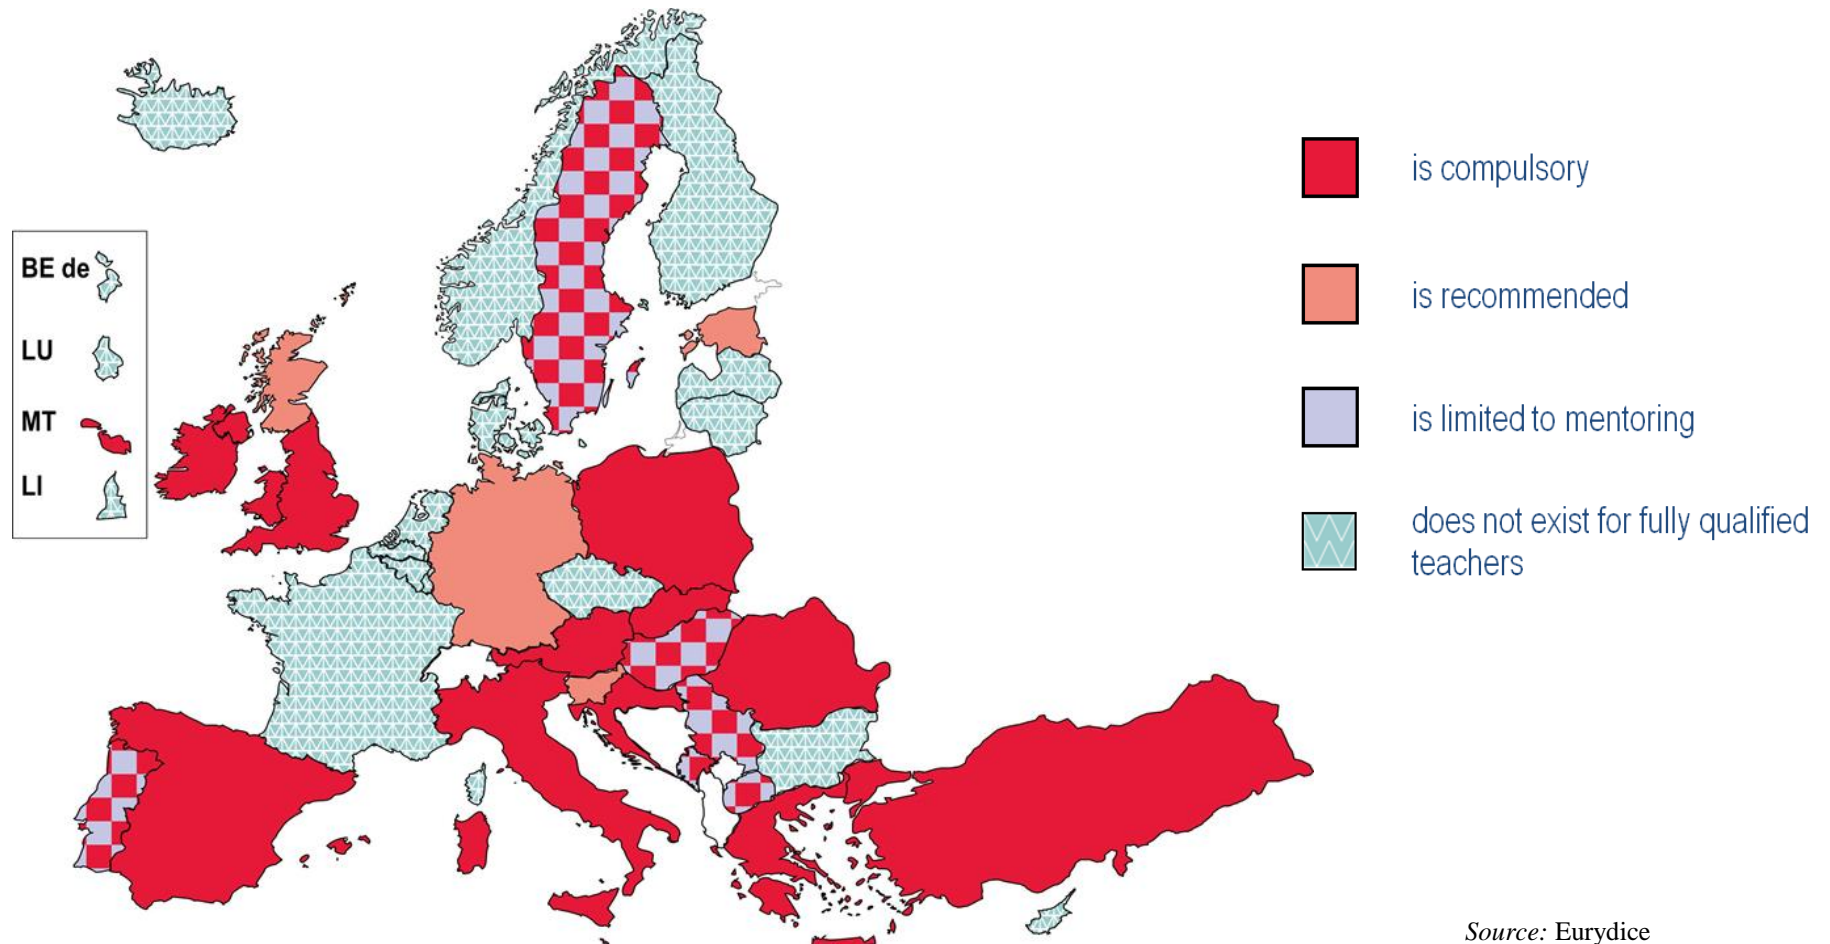 BE de
LU
MT
LI
is compulsory
is recommended
is limited to mentoring
does not exist for fully qualified
teachers
Source: Eurydice